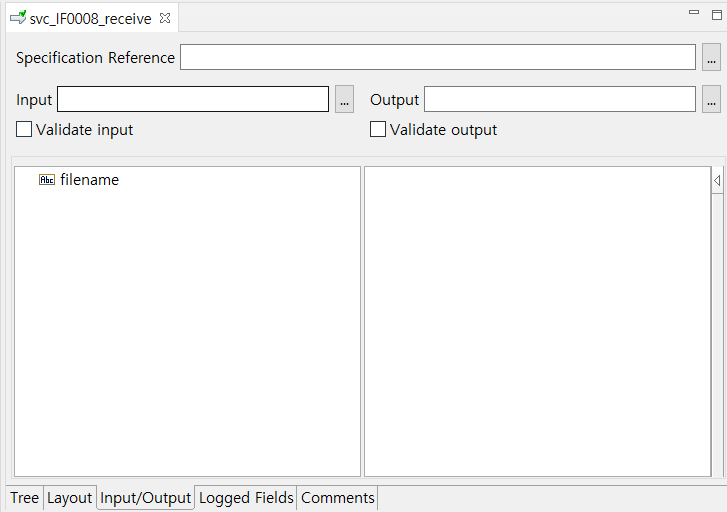 svc_IF0008_receive
Specification Reference ...
Input ... Output ...
Validate input Validate output
Abc filename
Tree Layout Input/Output Logged Fields Comments